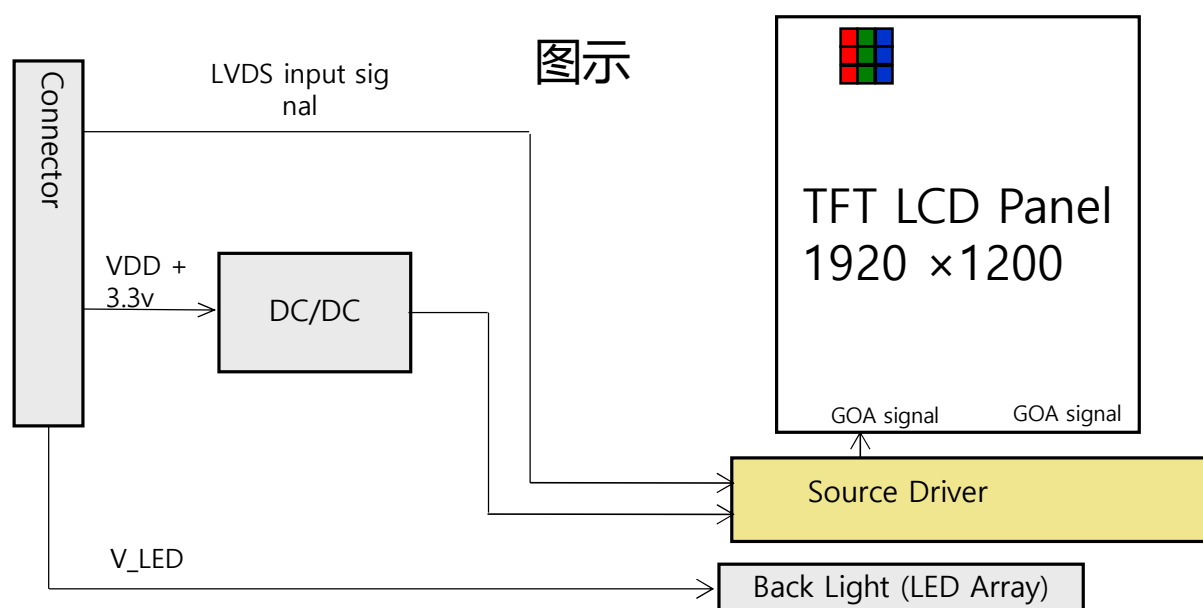 图示
LVDS input sig
nal
Connector
TFT LCD Panel
1920 ×1200
VDD +
3.3v
DC/DC
GOA signal
GOA signal
Source Driver
V_LED
Back Light (LED Array)